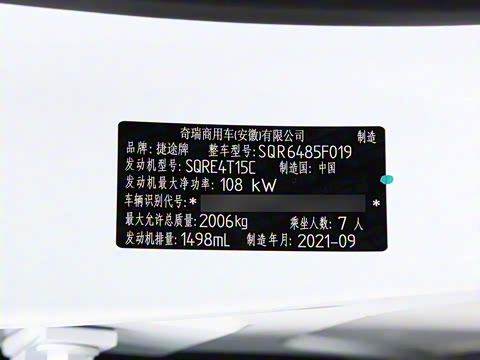 奇瑞商用车(安徽)有限公司 制造
品牌: 捷途牌 整车型号: SQR6485F019
发动机型号: SQRE4T15C 制造国: 中国
发动机最大净功率: 108 kW
车辆识别代号: * *
最大允许总质量: 2006kg 乘坐人数: 7 人
发动机排量: 1498mL 制造年月: 2021-09